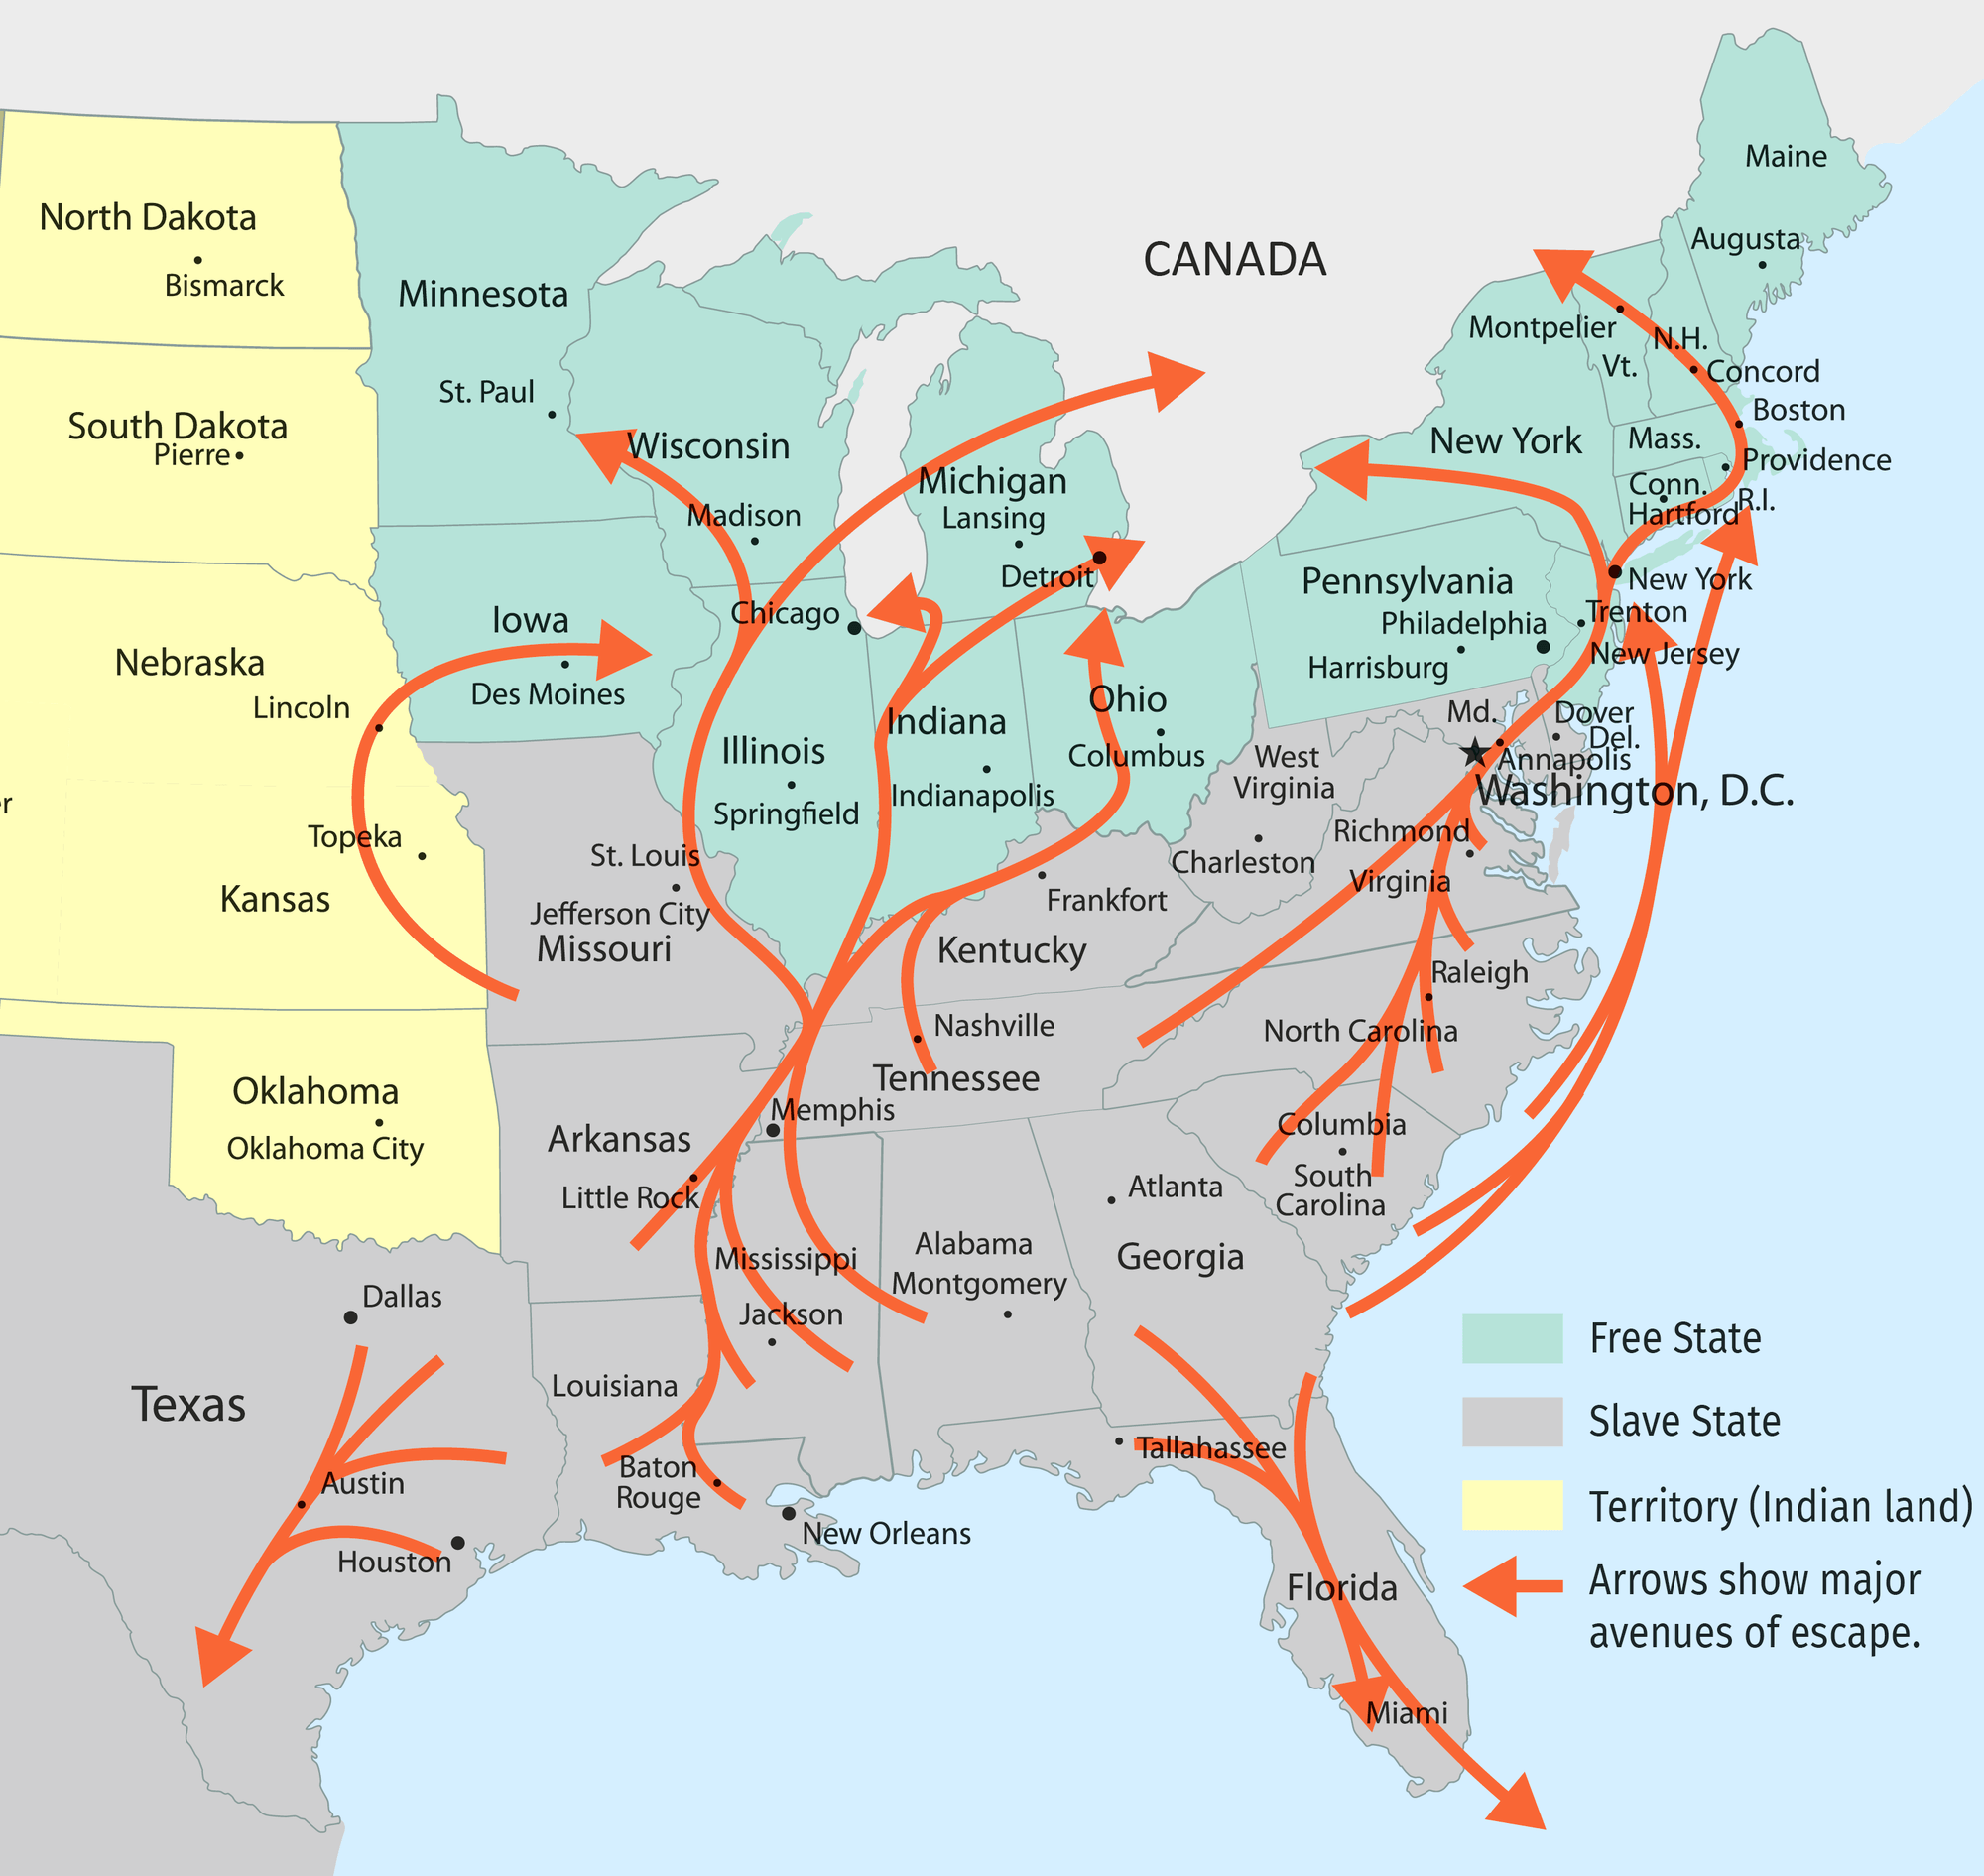 Maine
North Dakota
Bismarck
Augusta
CANADA
Minnesota
Montpelier
N.H.
Vt.
Concord
St. Paul
Boston
South Dakota
Pierre
Wisconsin
New York
Mass.
Providence
Michigan
Lansing
Conn.
R.I.
Madison
Hartford
Detroit
Pennsylvania
New York
Iowa
Chicago
Philadelphia
Trenton
Nebraska
Harrisburg
New Jersey
Des Moines
Lincoln
Ohio
Indiana
Md.
Dover
Del.
Illinois
Columbus
West
Virginia
Annapolis
Washington, D.C.
Indianapolis
er
Springfield
Topeka
St. Louis
Richmond
Charleston
Virginia
Kansas
Jefferson City
Frankfort
Missouri
Kentucky
Raleigh
Nashville
North Carolina
Tennessee
Oklahoma
Memphis
Oklahoma City
Arkansas
Columbia
Little Rock
Atlanta
South
Carolina
Mississippi
Alabama
Georgia
Montgomery
Dallas
Jackson
Free State
Texas
Louisiana
Slave State
Tallahassee
Baton
Rouge
Austin
Territory (Indian land)
New Orleans
Houston
Florida
Arrows show major
avenues of escape.
Miami